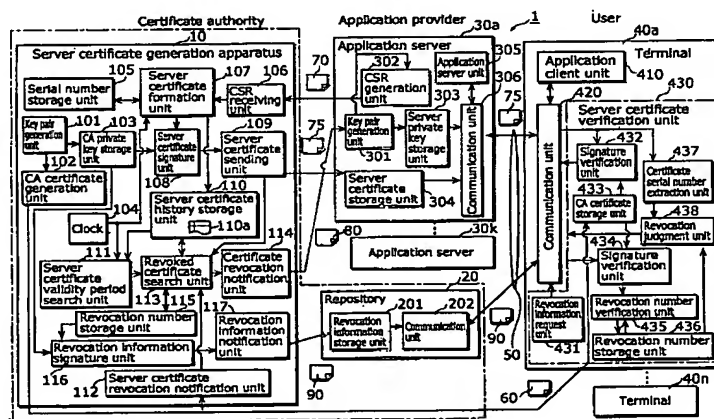 Certificate authority
10
Server certificate generation apparatus
105
107
106
Serial number storage unit
Server certificate formation unit
CSR receiving unit
101
103
109
Key pair generation unit
CA private key storage unit
Server certificate signature unit
Server certificate sending unit
102
108
CA certificate generation unit
110
Server certificate history storage unit
104
110a
Clock
111
114
Server certificate validity period search unit
Revoked certificate search unit
Certificate revocation notification unit
113
115
117
Revocation number storage unit
Revocation information notification unit
Revocation information signature unit
116
112
Server certificate revocation notification unit
70
75
80
90
Application provider
30a
1
Application server
305
302
Application server unit
CSR generation unit
306
303
Key pair generation unit
Server private key storage unit
301
Communication unit
Server certificate storage unit
304
30k
Application server
20
Repository
201
202
Revocation information storage unit
Communication unit
75
50
90
60
User
40a
Terminal
Application client unit
410
420
430
Server certificate verification unit
432
Communication unit
Signature verification unit
437
433
Certificate serial number extraction unit
CA certificate storage unit
438
434
Revocation judgment unit
Signature verification unit
Revocation number verification unit
Revocation information request unit
435
436
431
Revocation number storage unit
40n
Terminal